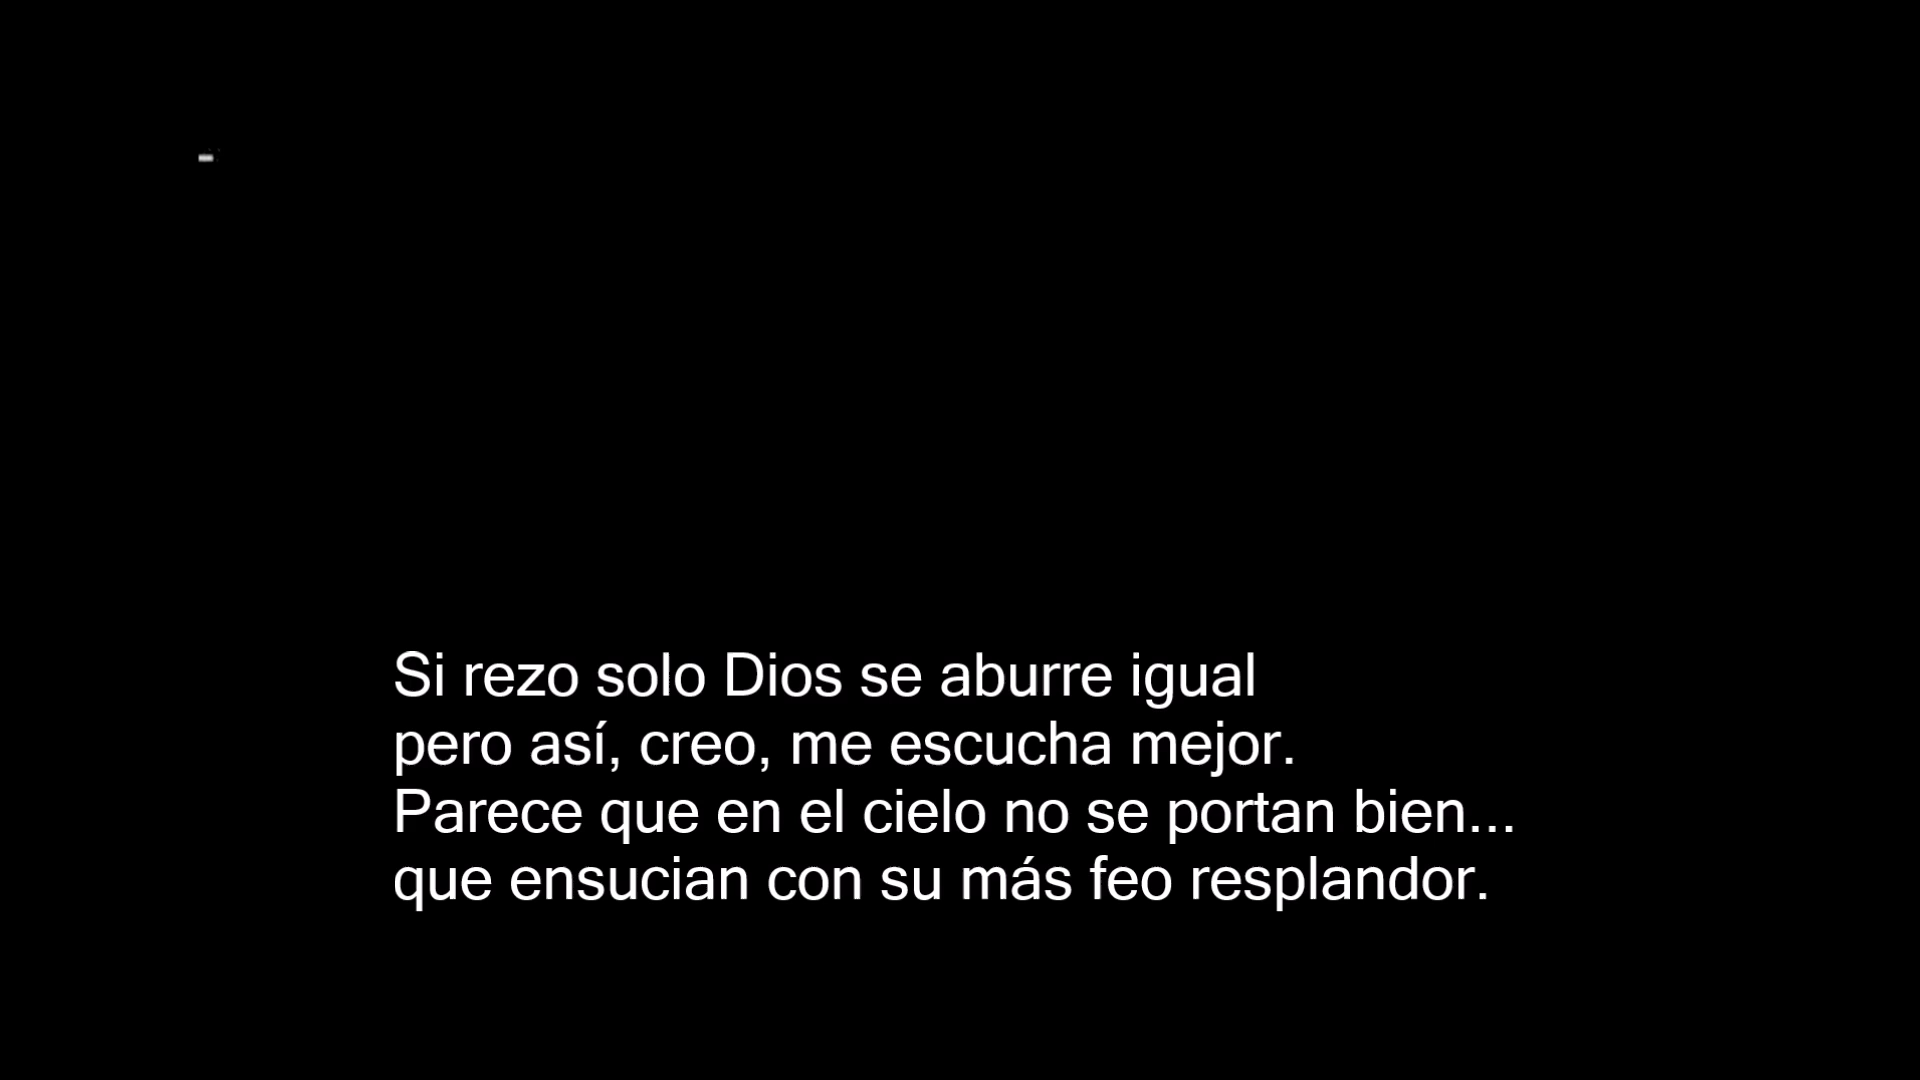 Si rezo solo Dios se aburre igual
pero así, creo, me escucha mejor.
Parece que en el cielo no se portan bien...
que ensucian con su más feo resplandor.